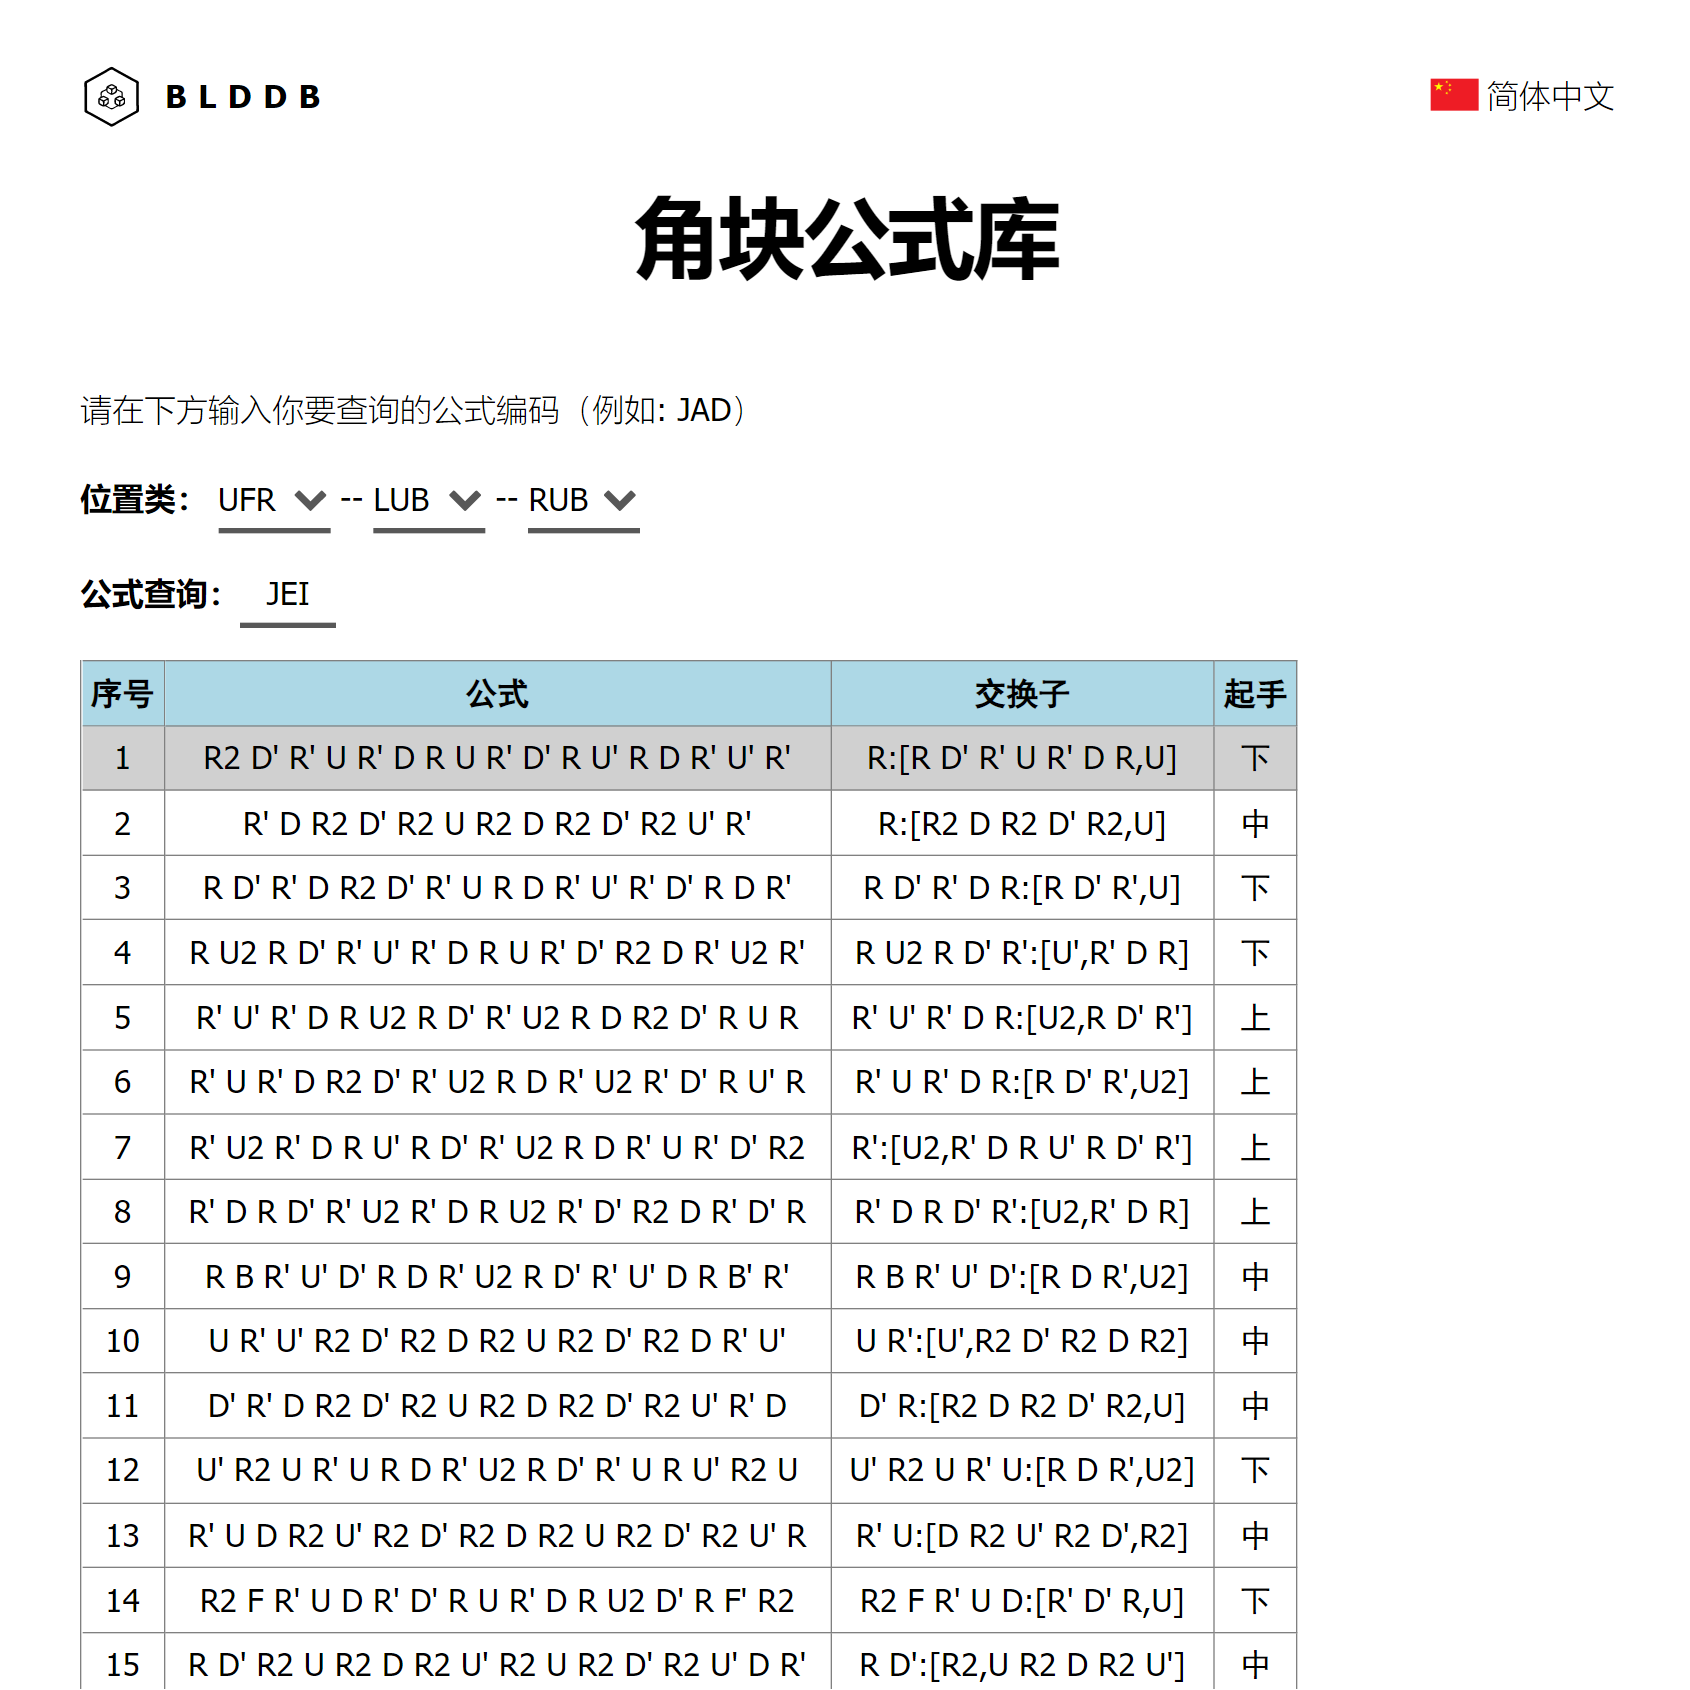 BLDDB
简体中文
角块公式库
请在下方输入你要查询的公式编码（例如: JAD）
位置类： UFR -- LUB -- RUB
公式查询： JEI
序号 公式 交换子 起手
1 R2 D' R' U R' D R U R' D' R U' R D R' U' R' R:[R D' R' U R' D R,U] 下
2 R' D R2 D' R2 U R2 D R2 D' R2 U' R' R:[R2 D R2 D' R2,U] 中
3 R D' R' D R2 D' R' U R D R' U' R' D' R D R' R D' R' D R:[R D' R',U] 下
4 R U2 R D' R' U' R' D R U R' D' R2 D R' U2 R' R U2 R D' R':[U',R' D R] 下
5 R' U' R' D R U2 R D' R' U2 R D R2 D' R U R R' U' R' D R:[U2,R D' R'] 上
6 R' U R' D R2 D' R' U2 R D R' U2 R' D' R U' R R' U R' D R:[R D' R',U2] 上
7 R' U2 R' D R U' R D' R' U2 R D R' U R' D' R2 R':[U2,R' D R U' R D' R'] 上
8 R' D R D' R' U2 R' D R U2 R' D' R2 D R' D' R R' D R D' R':[U2,R' D R] 上
9 R B R' U' D' R D R' U2 R D' R' U' D R B' R' R B R' U' D':[R D R',U2] 中
10 U R' U' R2 D' R2 D R2 U R2 D' R2 D R' U' U R':[U',R2 D' R2 D R2] 中
11 D' R' D R2 D' R2 U R2 D R2 D' R2 U' R' D D' R:[R2 D R2 D' R2,U] 中
12 U' R2 U R' U R D R' U2 R D' R' U R U' R2 U U' R2 U R' U:[R D R',U2] 下
13 R' U D R2 U' R2 D' R2 D R2 U R2 D' R2 U' R R' U:[D R2 U' R2 D',R2] 中
14 R2 F R' U D R' D' R U R' D R U2 D' R F' R2 R2 F R' U D:[R' D' R,U] 下
15 R D' R2 U R2 D R2 U' R2 U R2 D' R2 U' D R' R D':[R2,U R2 D R2 U'] 中